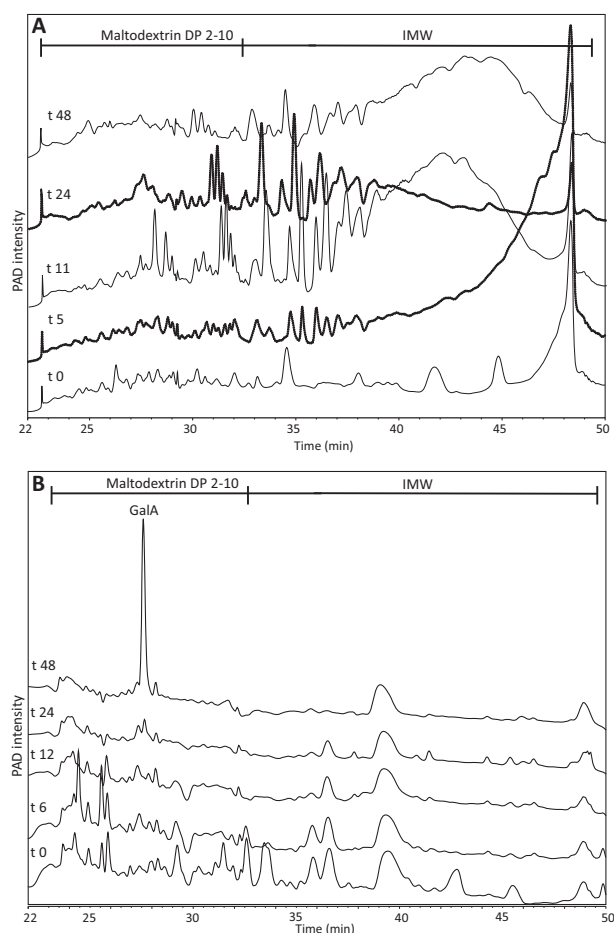 A
Maltodextrin DP 2-10 IMW
t 48
t 24
t 11
t 5
t 0
PAD intensity
22 25 30 35 40 45 50
Time (min)
B
Maltodextrin DP 2-10 IMW
GalA
t 48
t 24
t 12
t 6
t 0
PAD intensity
22 25 30 35 40 45 50
Time (min)